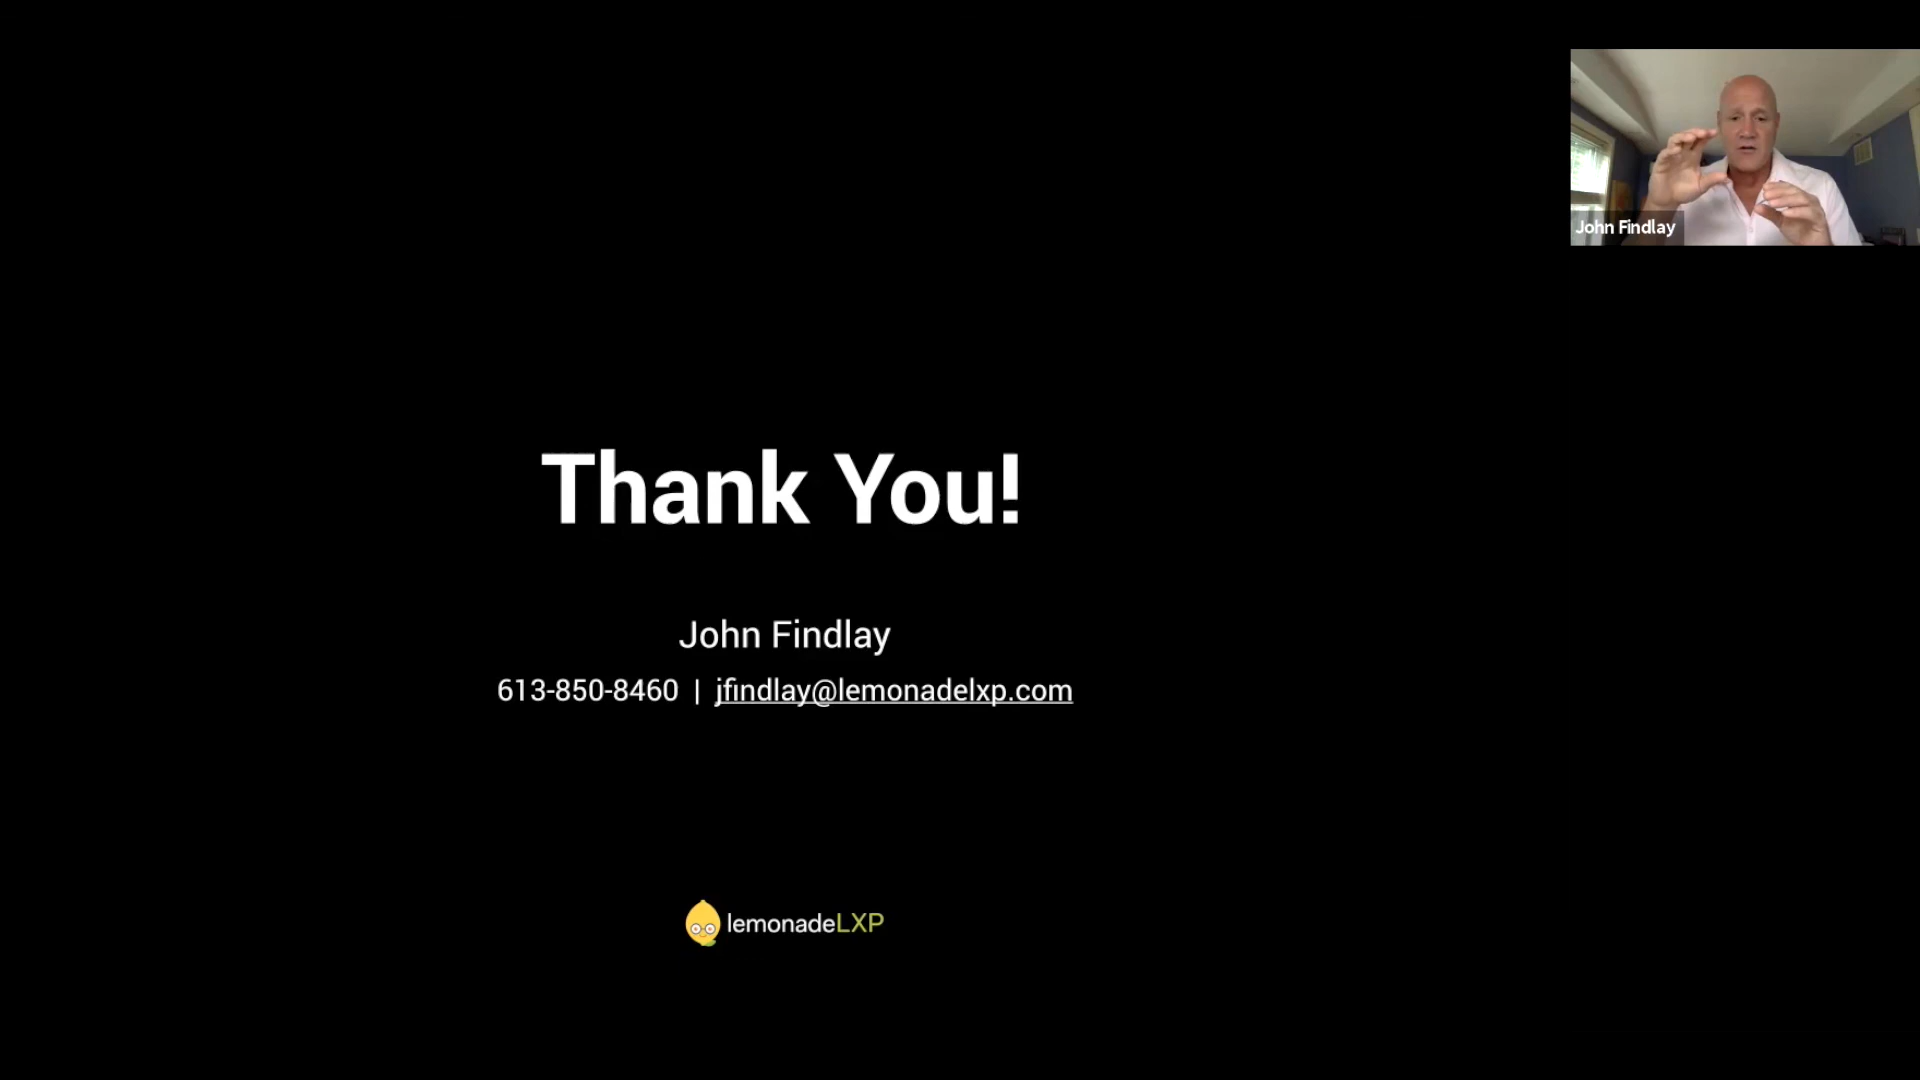 John Findlay
Thank You!
John Findlay
613-850-8460 | jfindlay@lemonadelxp.com
lemonadeLXP